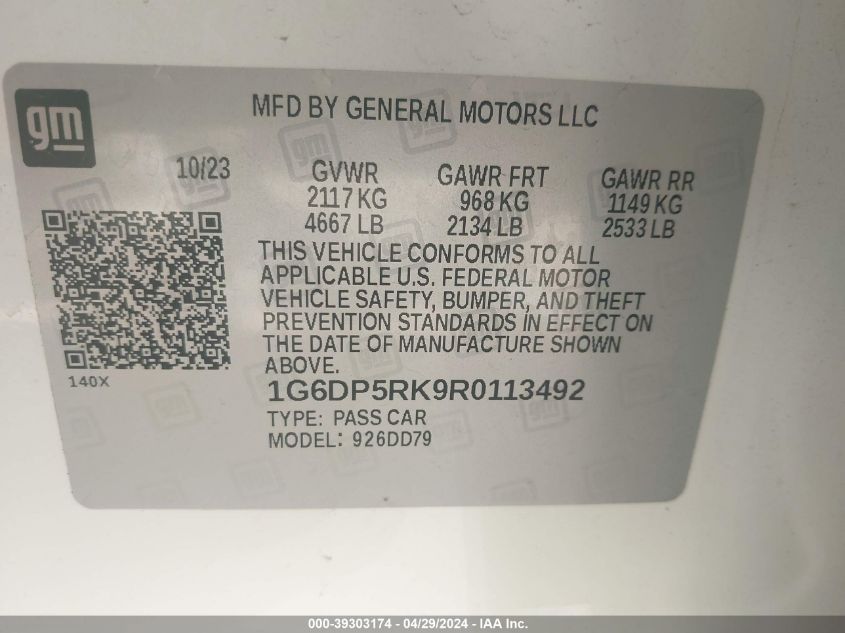 gm
MFD BY GENERAL MOTORS LLC
10/23 GVWR GAWR FRT GAWR RR
2117 KG 968 KG 1149 KG
4667 LB 2134 LB 2533 LB
THIS VEHICLE CONFORMS TO ALL
APPLICABLE U.S. FEDERAL MOTOR
VEHICLE SAFETY, BUMPER, AND THEFT
PREVENTION STANDARDS IN EFFECT ON
THE DATE OF MANUFACTURE SHOWN
ABOVE.
140X
1G6DP5RK9R0113492
TYPE: PASS CAR
MODEL: 926DD79
000-39303174 - 04/29/2024 - IAA Inc.